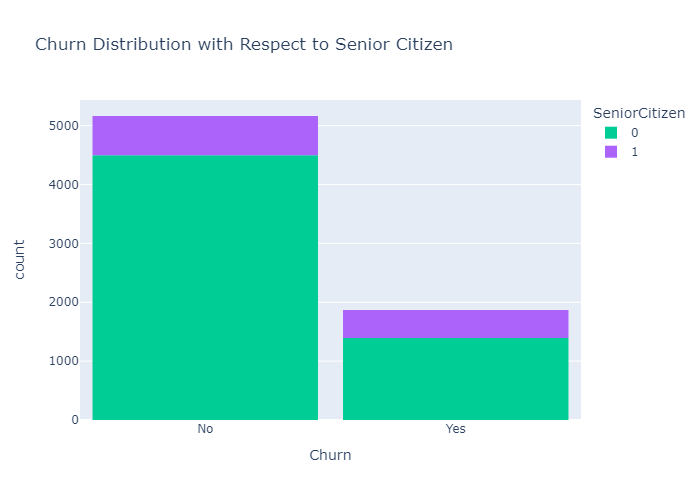 Churn Distribution with Respect to Senior Citizen
SeniorCitizen
0
1
5000
4000
3000
2000
1000
0
count
No
Yes
Churn